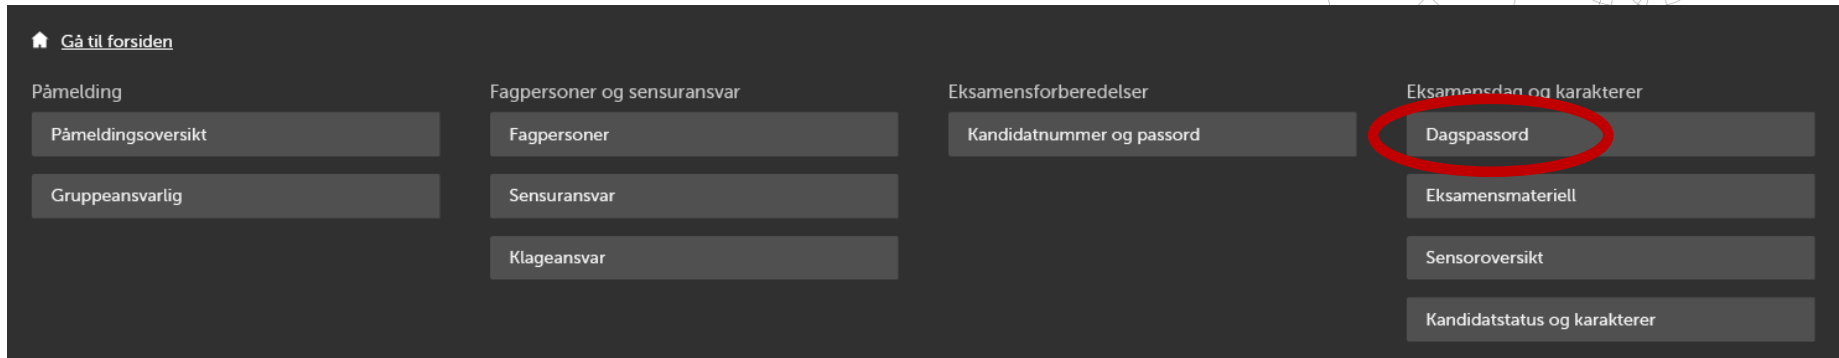 Gå til forsiden
Påmelding
Påmeldingsoversikt
Gruppeansvarlig
Fagpersoner og sensuransvar
Fagpersoner
Sensuransvar
Klageansvar
Eksamensforberedelser
Kandidatnummer og passord
Eksamensdag og karakterer
Dagspassord
Eksamensmateriell
Sensoroversikt
Kandidatstatus og karakterer